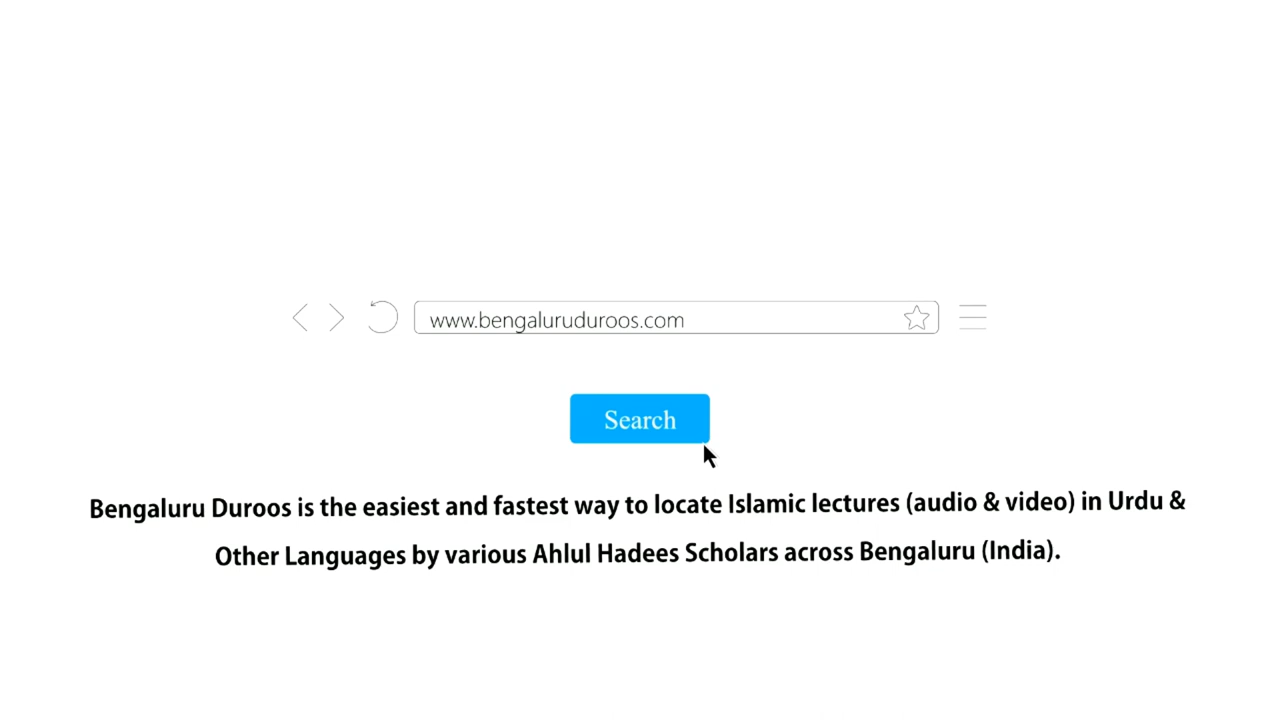 www.bengaluruduroos.com
Search
Bengaluru Duroos is the easiest and fastest way to locate Islamic lectures (audio & video) in Urdu &
Other Languages by various Ahlul Hadees Scholars across Bengaluru (India).